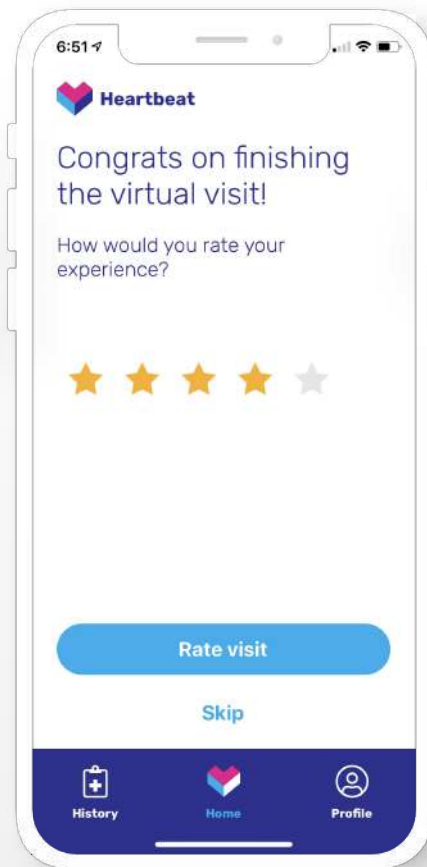 6:51
Heartbeat
Congrats on finishing
the virtual visit!
How would you rate your
experience?
Rate visit
Skip
History
Home
Profile